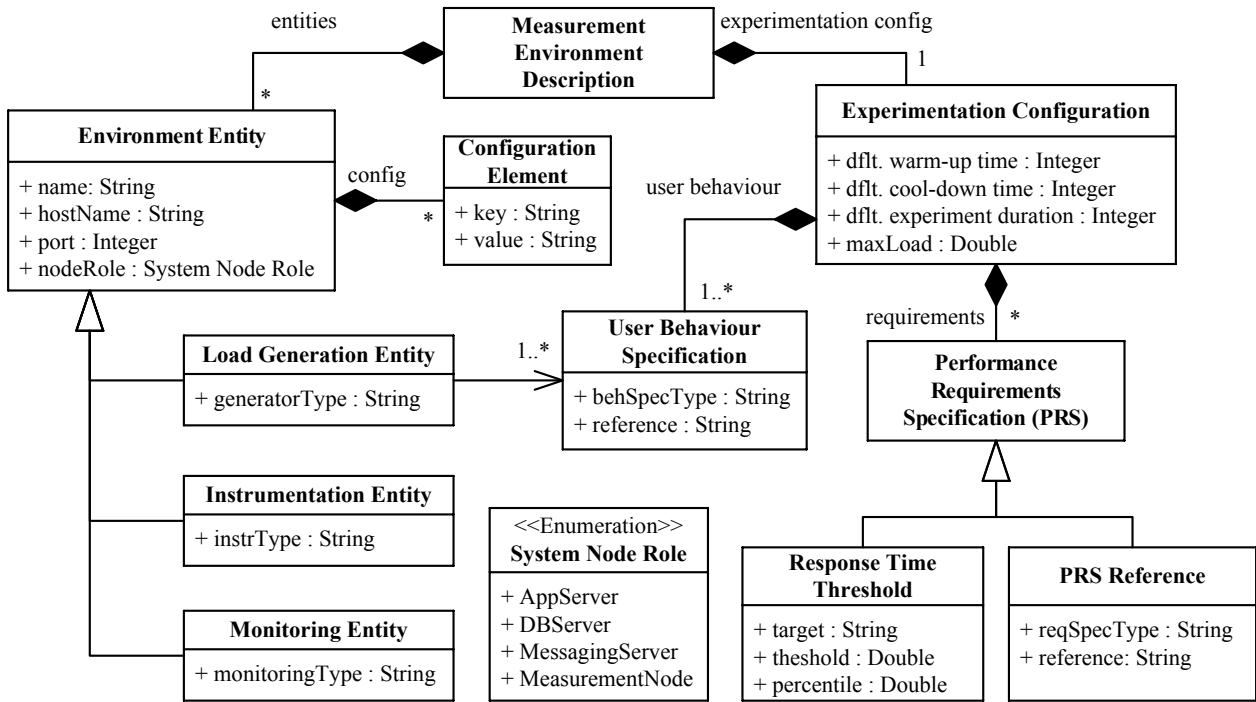 entities
Measurement
Environment
Description
experimentation config
*
1
Environment Entity
+ name: String
+ hostName : String
+ port : Integer
+ nodeRole : System Node Role
config
*
Configuration
Element
+ key : String
+ value : String
Experimentation Configuration
+ dflt. warm-up time : Integer
+ dflt. cool-down time : Integer
+ dflt. experiment duration : Integer
+ maxLoad : Double
user behaviour
1..*
requirements
*
Load Generation Entity
+ generatorType : String
1..*
User Behaviour
Specification
+ behSpecType : String
+ reference : String
Performance
Requirements
Specification (PRS)
Instrumentation Entity
+ instrType : String
Monitoring Entity
+ monitoringType : String
<<Enumeration>>
System Node Role
+ AppServer
+ DBServer
+ MessagingServer
+ MeasurementNode
Response Time
Threshold
+ target : String
+ theshold : Double
+ percentile : Double
PRS Reference
+ reqSpecType : String
+ reference: String